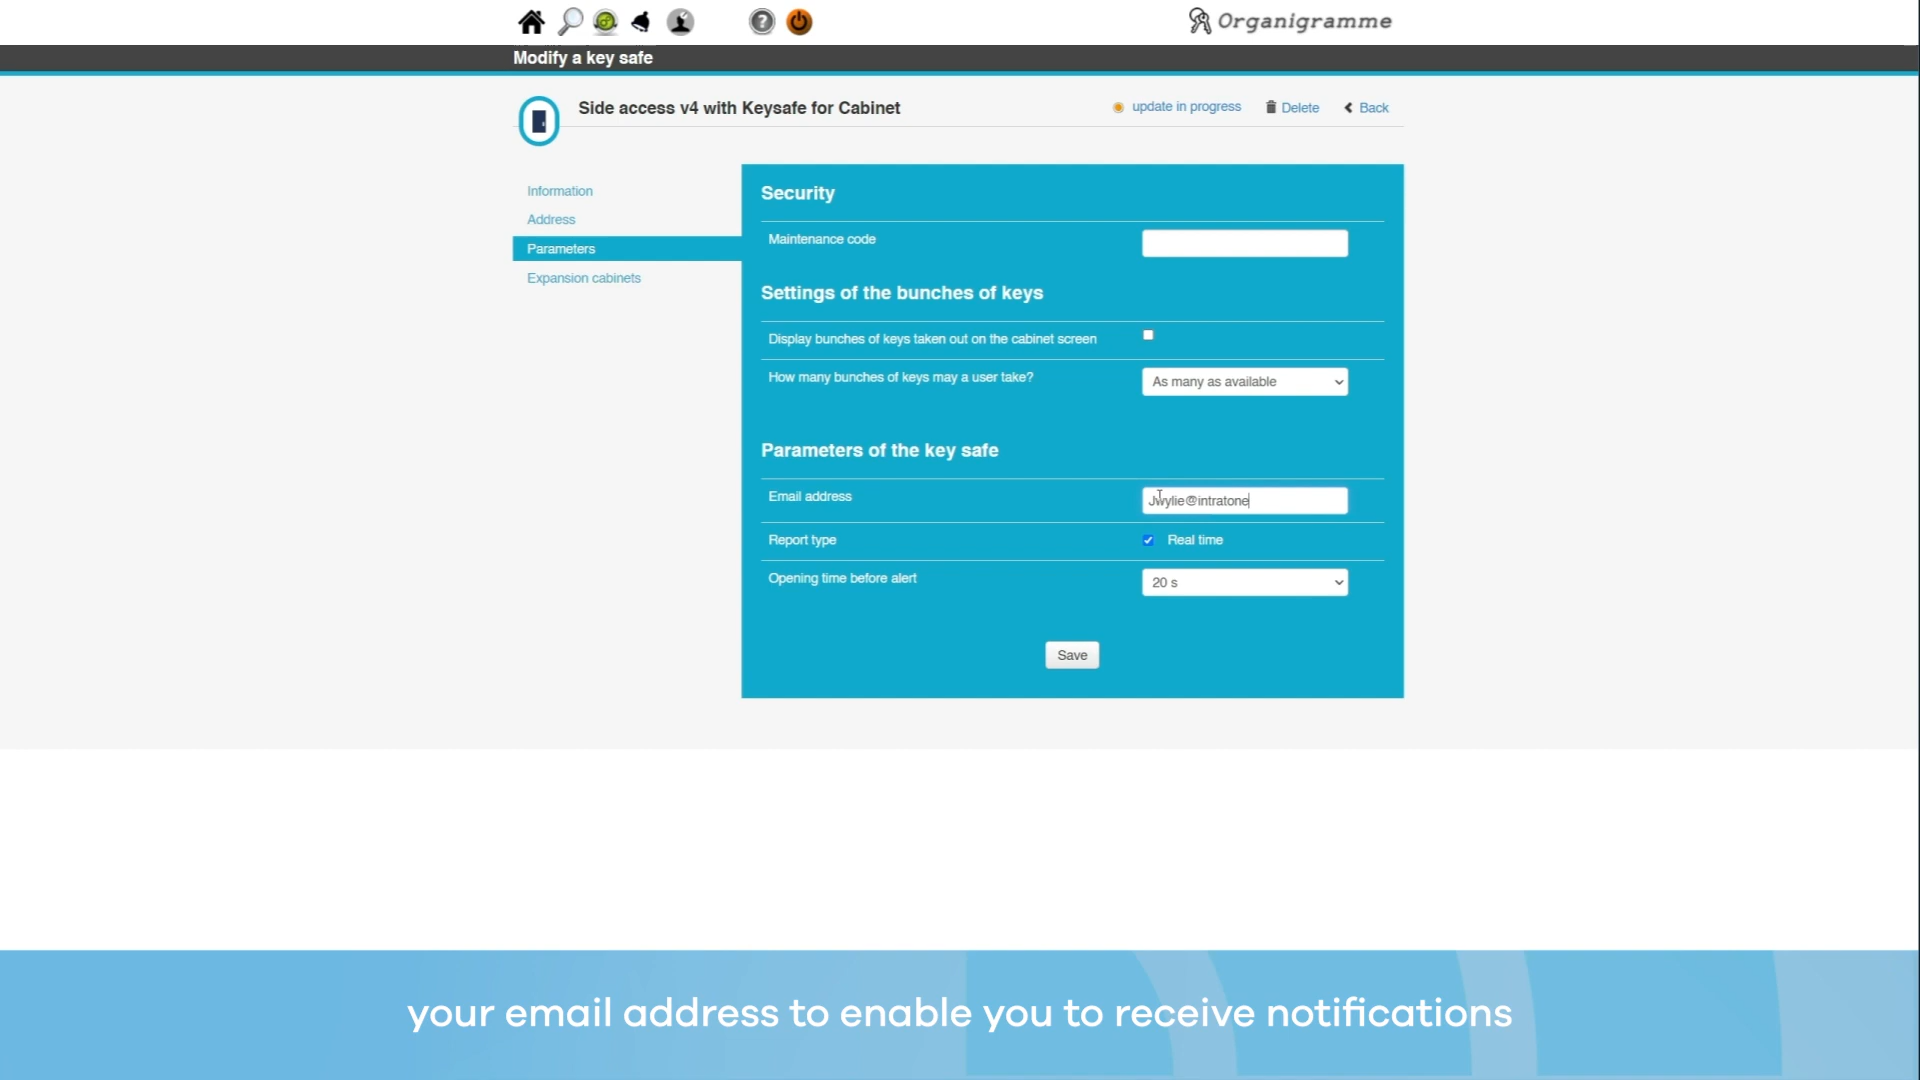 Organigramme
Modify a key safe
Side access v4 with Keysafe for Cabinet
update in progress
Delete
Back
Information
Address
Parameters
Expansion cabinets
Security
Maintenance code
Settings of the bunches of keys
Display bunches of keys taken out on the cabinet screen
How many bunches of keys may a user take?
As many as available
Parameters of the key safe
Email address
Jwylie@intratone
Report type
Real time
Opening time before alert
20 s
Save
your email address to enable you to receive notifications